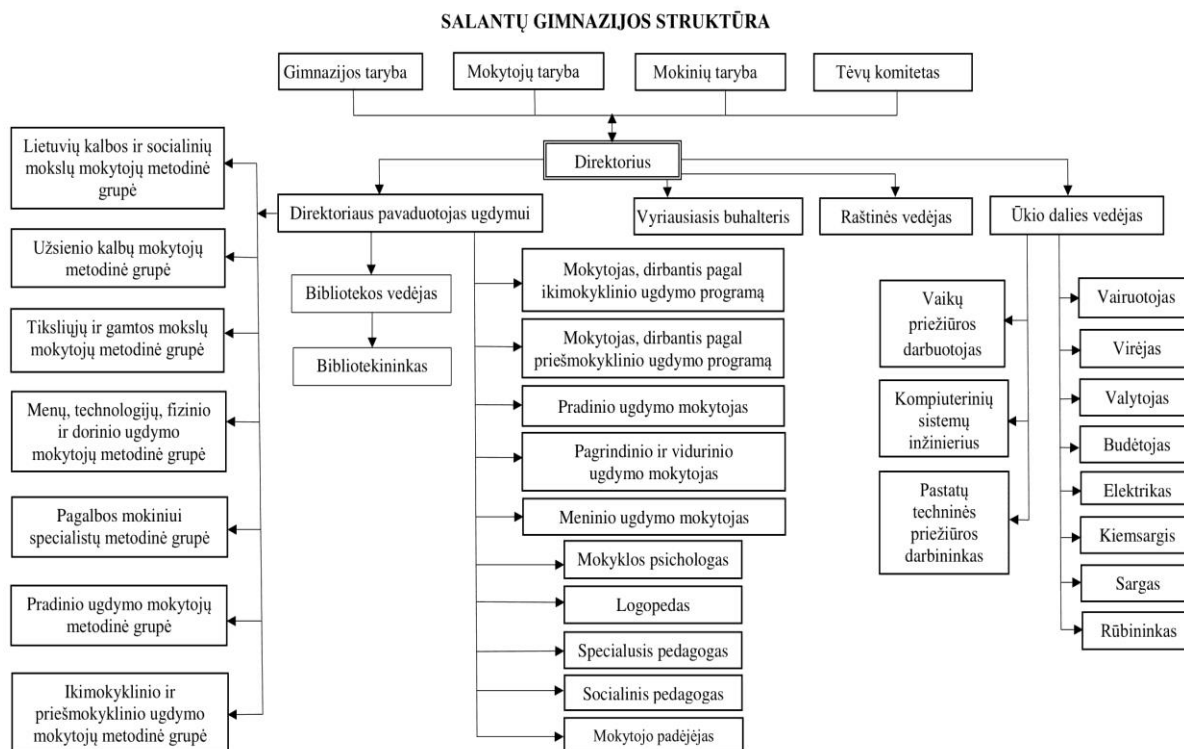 SALANTŲ GIMNAZIJOS STRUKTŪRA
Gimnazijos taryba
Mokytojų taryba
Mokinių taryba
Tėvų komitetas
Direktorius
Direktoriaus pavaduotojas ugdymui
Vyriausiasis buhalteris
Raštinės vedėjas
Ūkio dalies vedėjas
Lietuvių kalbos ir socialinių
mokslų mokytojų metodinė
grupė
Užsienio kalbų mokytojų
metodinė grupė
Tiksliųjų ir gamtos mokslų
mokytojų metodinė grupė
Menų, technologijų, fizinio
ir dorinio ugdymo
mokytojų metodinė grupė
Pagalbos mokiniui
specialistų metodinė grupė
Pradinio ugdymo mokytojų
metodinė grupė
Ikimokyklinio ir
priešmokyklinio ugdymo
mokytojų metodinė grupė
Bibliotekos vedėjas
Bibliotekininkas
Mokytojas, dirbantis pagal
ikimokyklinio ugdymo programą
Mokytojas, dirbantis pagal
priešmokyklinio ugdymo programą
Pradinio ugdymo mokytojas
Pagrindinio ir vidurinio
ugdymo mokytojas
Meninio ugdymo mokytojas
Mokyklos psichologas
Logopedas
Specialusis pedagogas
Socialinis pedagogas
Mokytojo padėjėjas
Vaikų
priežiūros
darbuotojas
Kompiuterinių
sistemų
inžinierius
Pastatų
techninės
priežiūros
darbininkas
Vairuotojas
Virėjas
Valytojas
Budėtojas
Elektrikas
Kiemsargis
Sargas
Rūbininkas